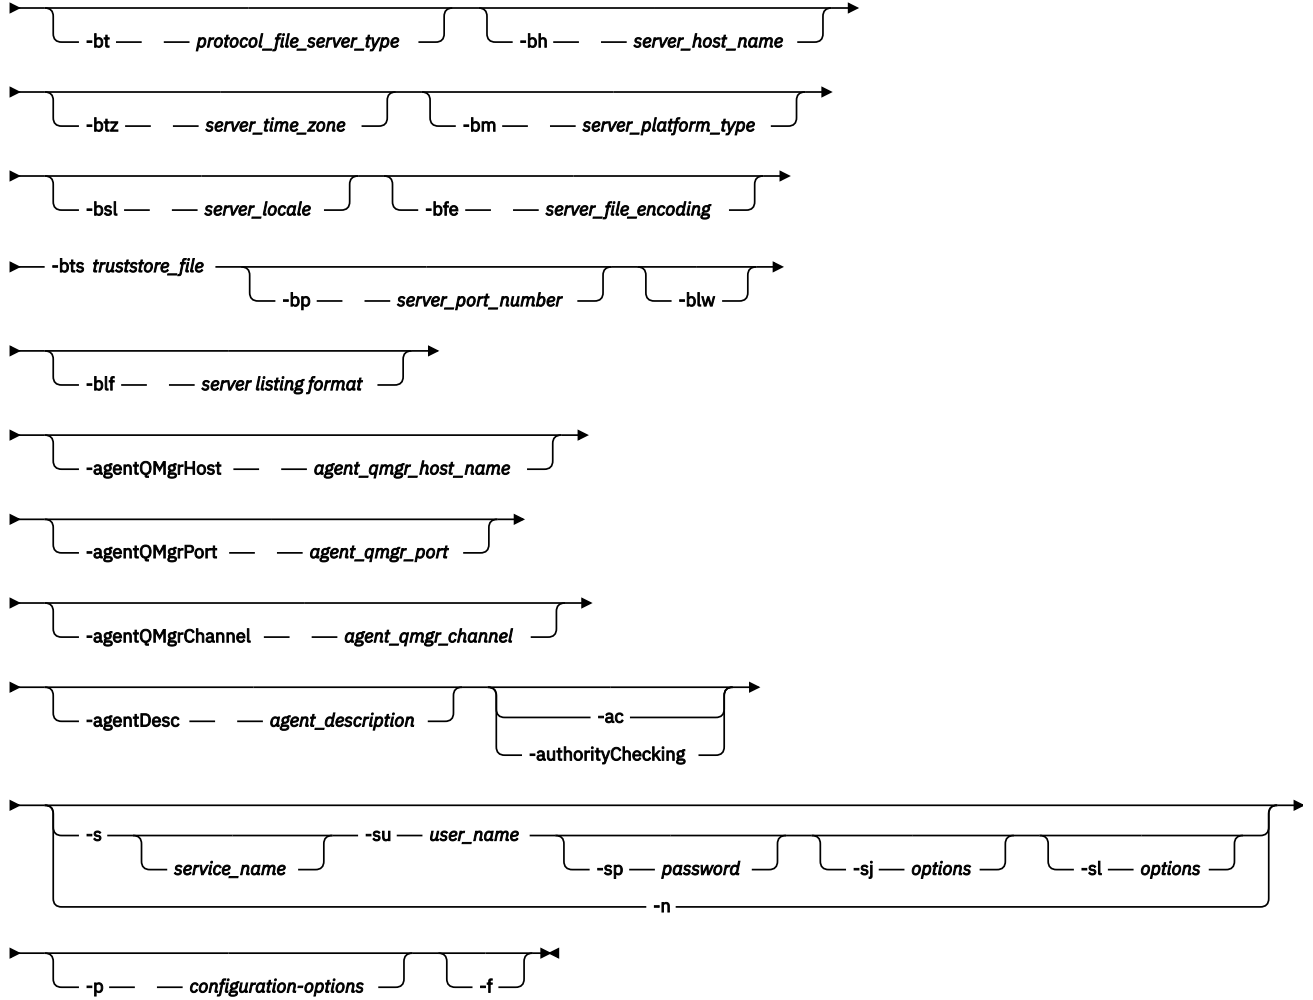 -bt protocol_file_server_type -bh server_host_name
-btz server_time_zone -bm server_platform_type
-bsl server_locale -bfe server_file_encoding
-bts truststore_file
-bp server_port_number -blw
-blf server listing format
-agentQMgrHost agent_qmgr_host_name
-agentQMgrPort agent_qmgr_port
-agentQMgrChannel agent_qmgr_channel
-agentDesc agent_description -ac
-authorityChecking
-s -su user_name
service_name -sp password -sj options -sl options
-n
-p configuration-options -f